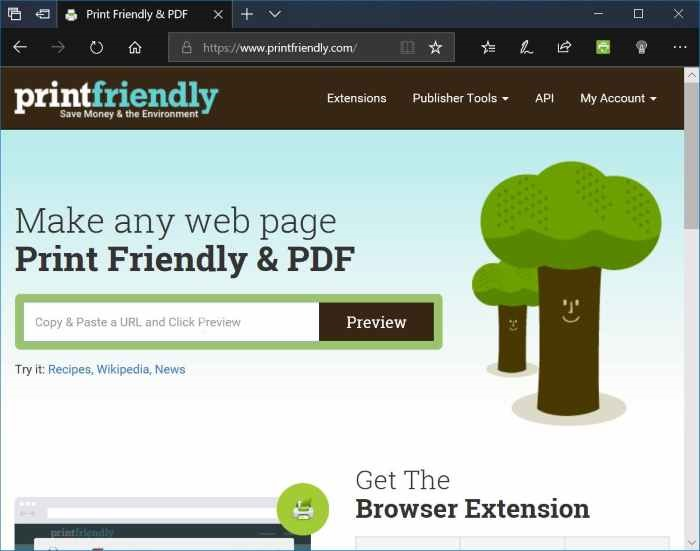 Print Friendly & PDF
https://www.printfriendly.com/
printfriendly
Save Money & the Environment
Extensions
Publisher Tools
API
My Account
Make any web page
Print Friendly & PDF
Copy & Paste a URL and Click Preview
Preview
Try it: Recipes, Wikipedia, News
Get The
Browser Extension
printfriendly